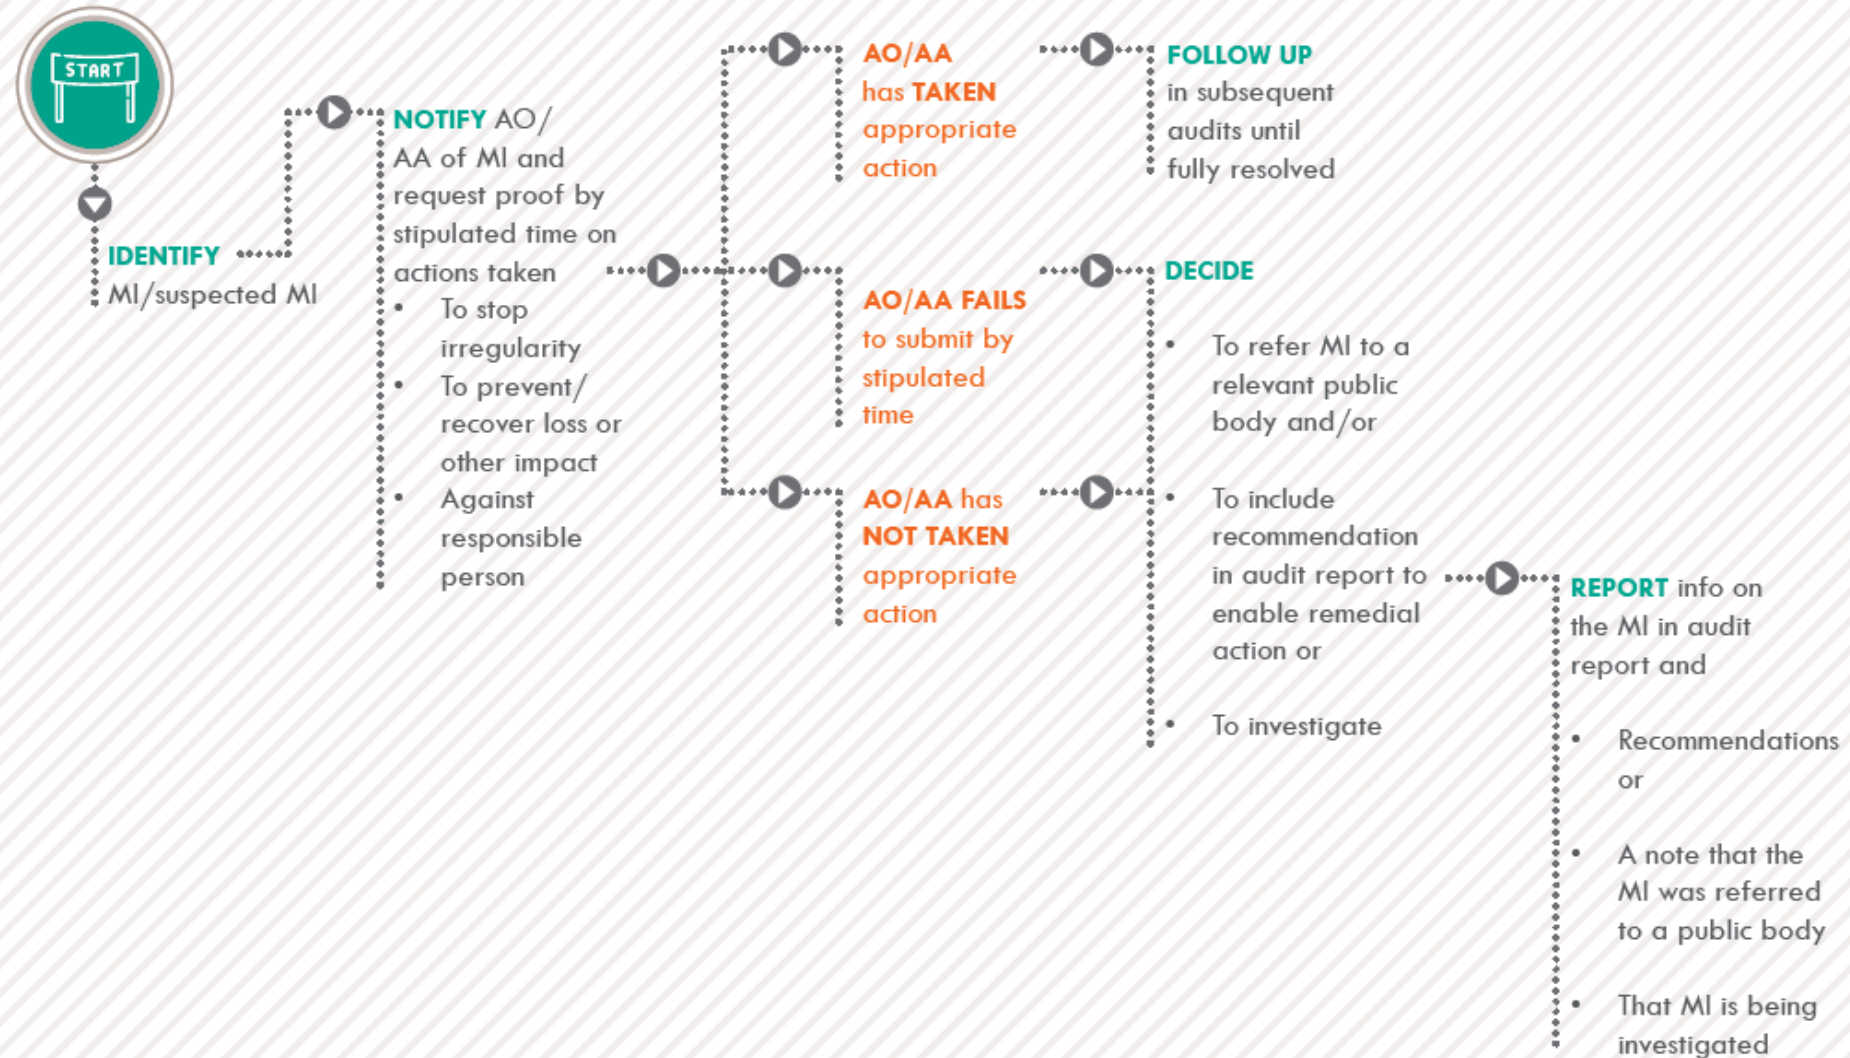 START
IDENTIFY
MI/suspected MI
NOTIFY AO/
AA of MI and
request proof by
stipulated time on
actions taken
• To stop
irregularity
• To prevent/
recover loss or
other impact
• Against
responsible
person
AO/AA
has TAKEN
appropriate
action
FOLLOW UP
in subsequent
audits until
fully resolved
AO/AA FAILS
to submit by
stipulated
time
AO/AA has
NOT TAKEN
appropriate
action
DECIDE
• To refer MI to a
relevant public
body and/or
• To include
recommendation
in audit report to
enable remedial
action or
• To investigate
REPORT info on
the MI in audit
report and
• Recommendations
or
• A note that the
MI was referred
to a public body
• That MI is being
investigated